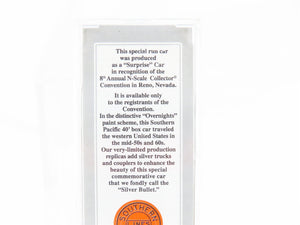 This special run car
was produced
as a "Surprise" Car
in recognition of the
8th Annual N-Scale Collector'
Convention in Reno, Nevada.
It is available only
to the registrants of the
Convention.
In the distinctive "Overnights"
paint scheme, this Southern
Pacific 40' box car traveled
the western United States in
the mid-50s and 60s.
Our very-limited production
replicas add silver trucks
and couplers to enhance the
beauty of this special
commemorative car
that we fondly call the
"Silver Bullet."
SOUTHERN
LINES